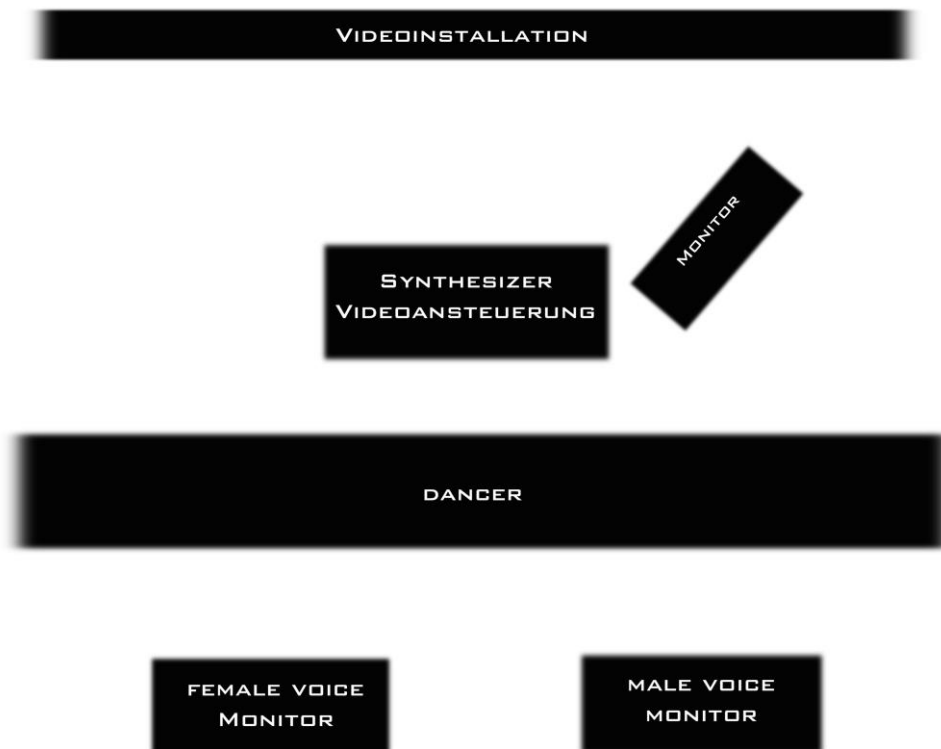 VIDEOINSTALLATION
MONITOR
SYNTHESIZER
VIDEOANSTEUERUNG
DANCER
FEMALE VOICE
MONITOR
MALE VOICE
MONITOR